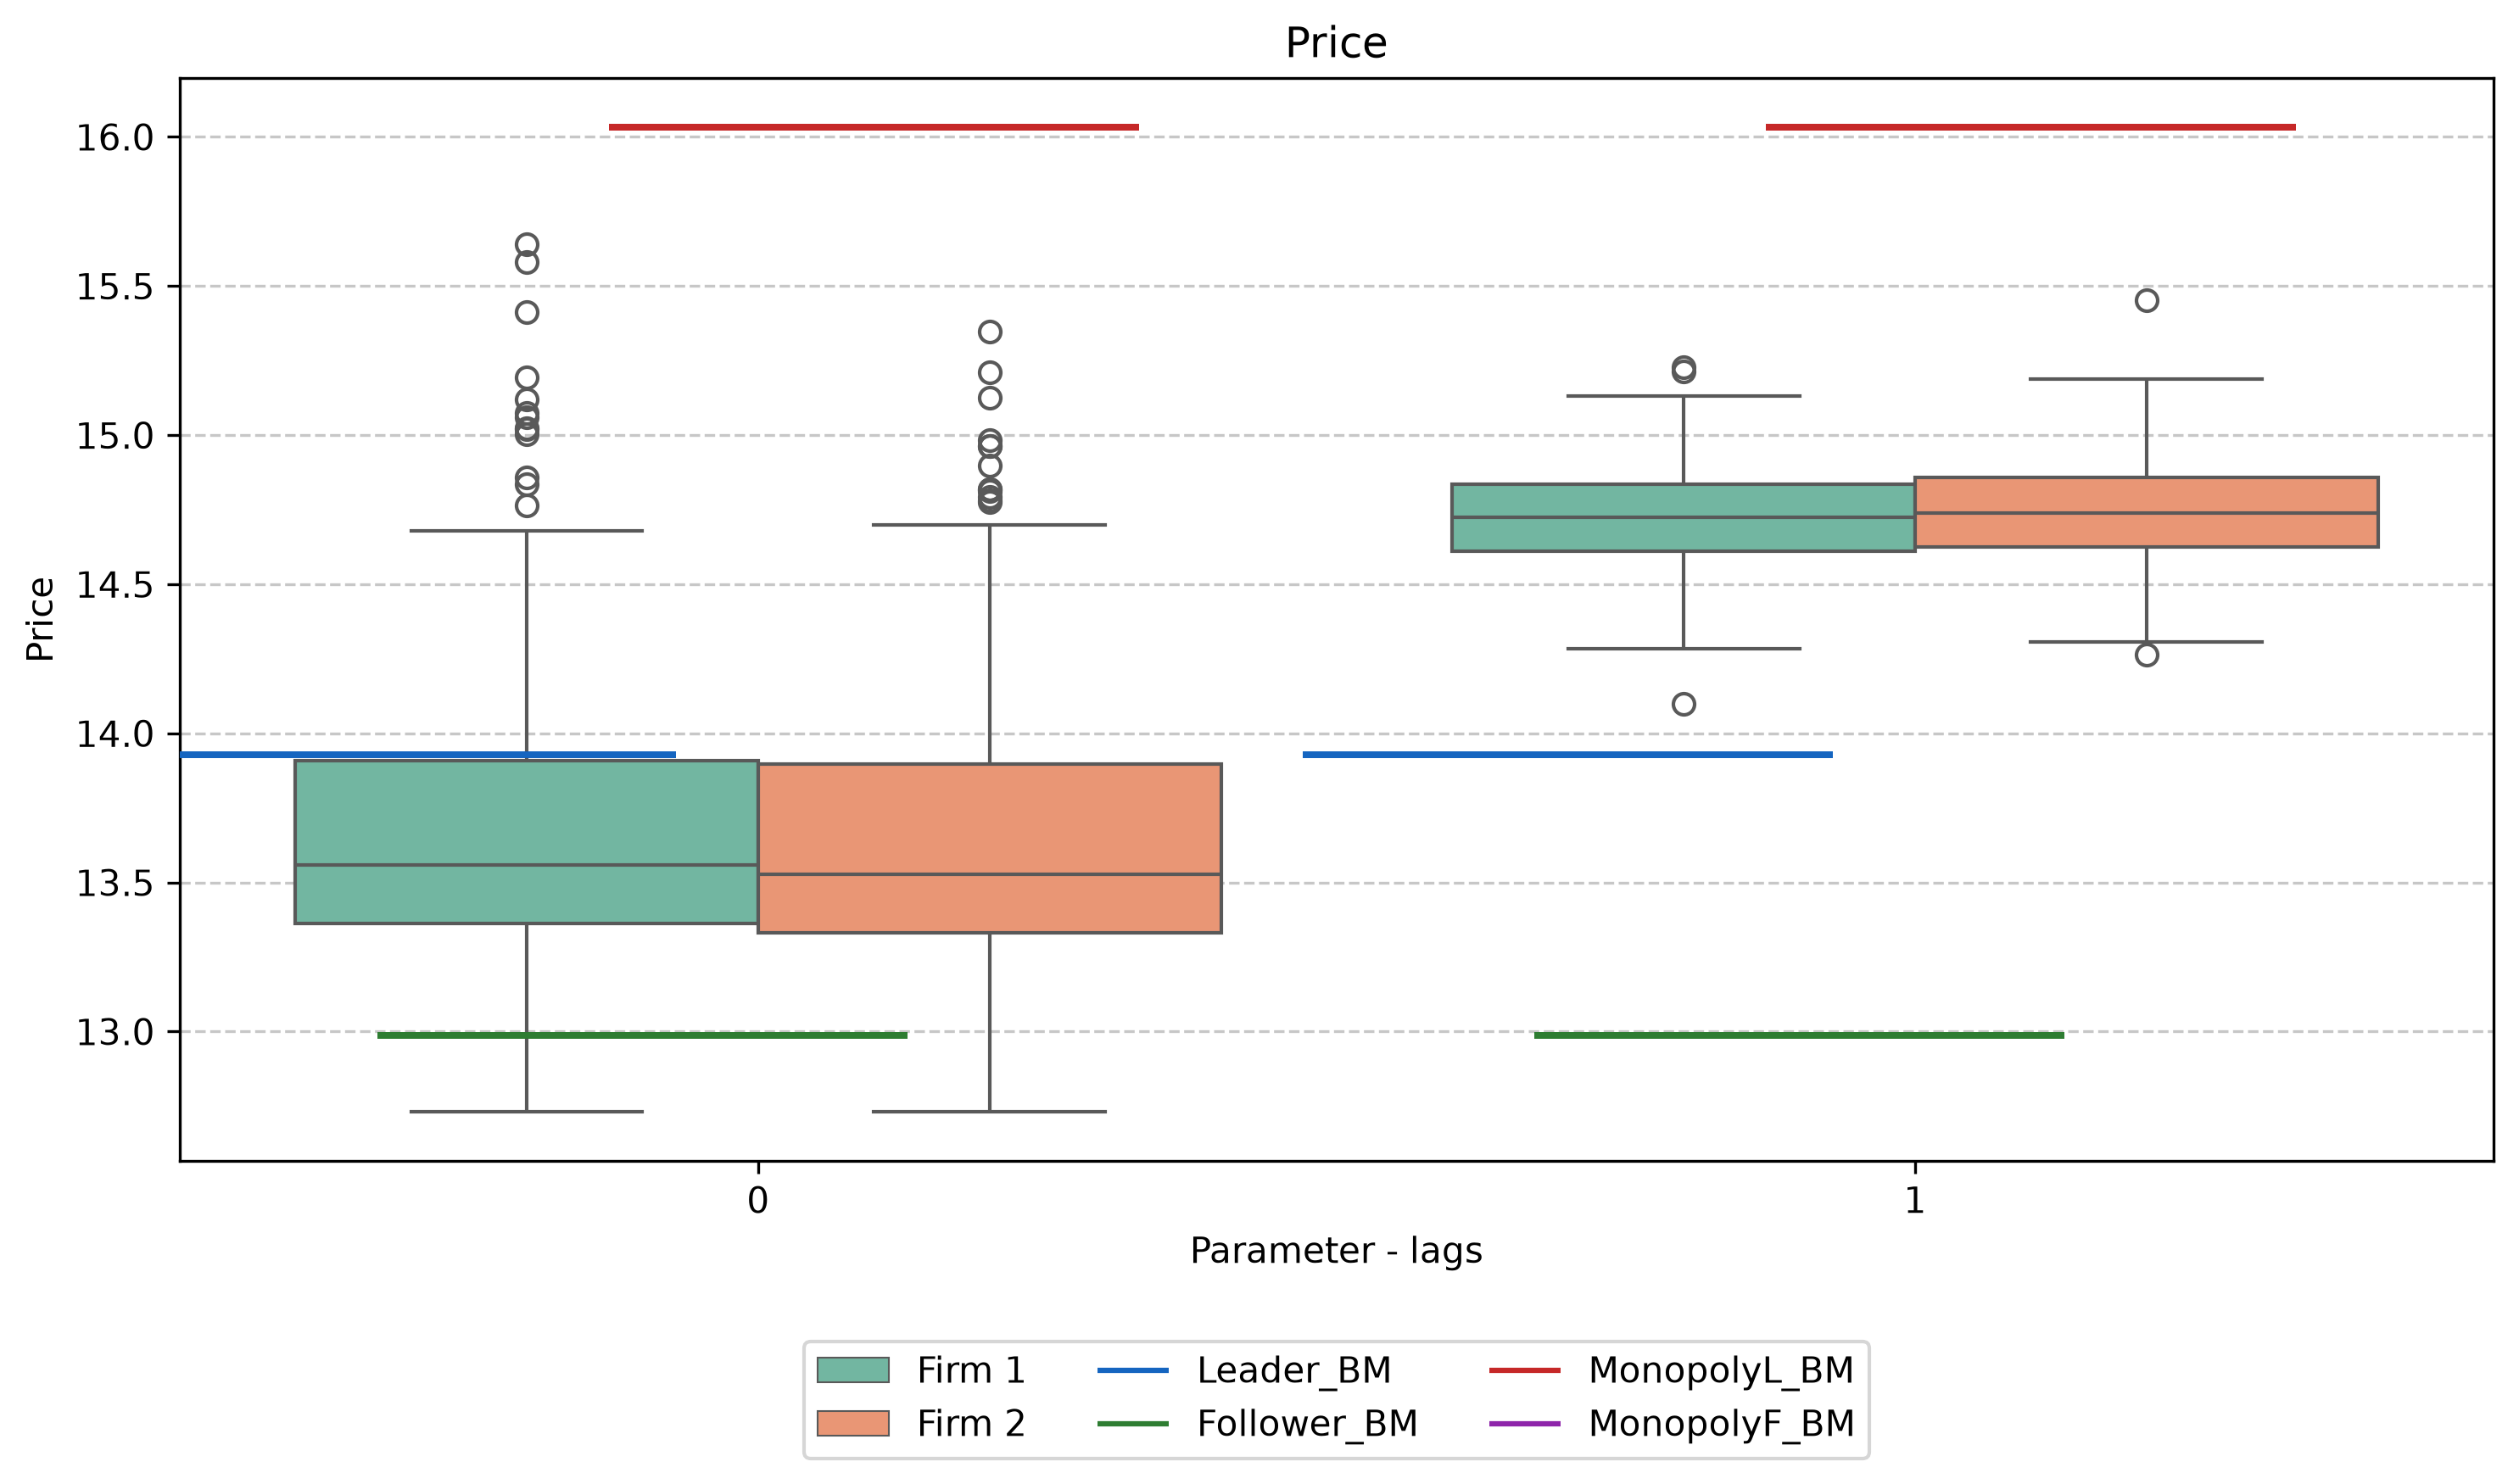 Price
16.0
15.5
15.0
14.5
14.0
13.5
13.0
Price
0 1
Parameter - lags
Firm 1 Leader_BM MonopolyL_BM
Firm 2 Follower_BM MonopolyF_BM